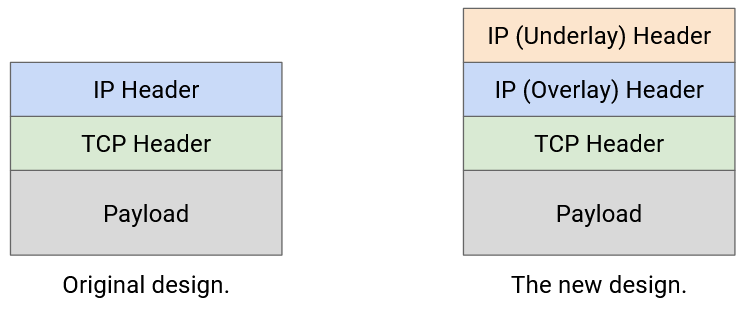 IP Header
TCP Header
Payload
Original design.
IP (Underlay) Header
IP (Overlay) Header
TCP Header
Payload
The new design.